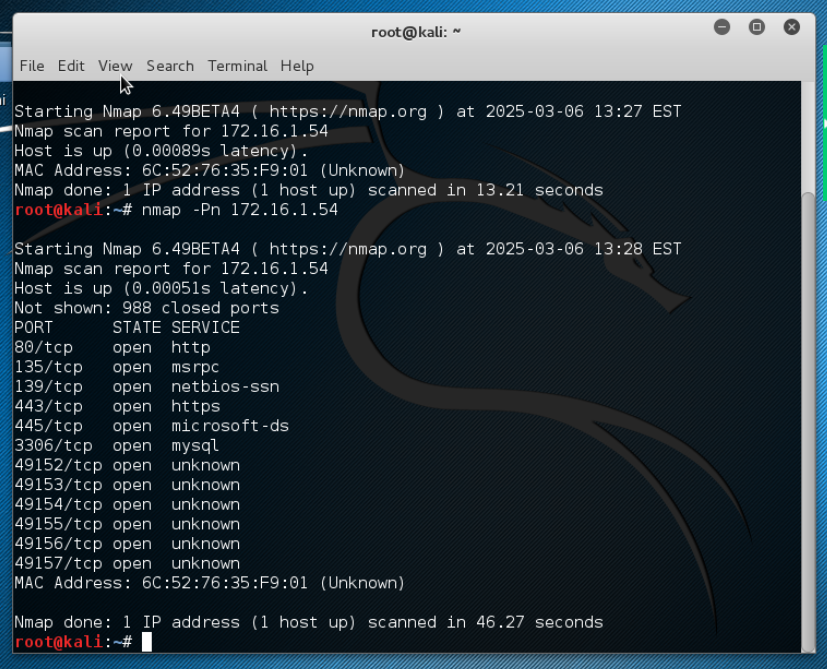 root@kali: ~
File Edit View Search Terminal Help
Starting Nmap 6.49BETA4 ( https://nmap.org ) at 2025-03-06 13:27 EST
Nmap scan report for 172.16.1.54
Host is up (0.00089s latency).
MAC Address: 6C:52:76:35:F9:01 (Unknown)
Nmap done: 1 IP address (1 host up) scanned in 13.21 seconds
root@kali:~# nmap -Pn 172.16.1.54
Starting Nmap 6.49BETA4 ( https://nmap.org ) at 2025-03-06 13:28 EST
Nmap scan report for 172.16.1.54
Host is up (0.00051s latency).
Not shown: 988 closed ports
PORT      STATE SERVICE
80/tcp    open  http
135/tcp   open  msrpc
139/tcp   open  netbios-ssn
443/tcp   open  https
445/tcp   open  microsoft-ds
3306/tcp  open  mysql
49152/tcp open  unknown
49153/tcp open  unknown
49154/tcp open  unknown
49155/tcp open  unknown
49156/tcp open  unknown
49157/tcp open  unknown
MAC Address: 6C:52:76:35:F9:01 (Unknown)
Nmap done: 1 IP address (1 host up) scanned in 46.27 seconds
root@kali:~#